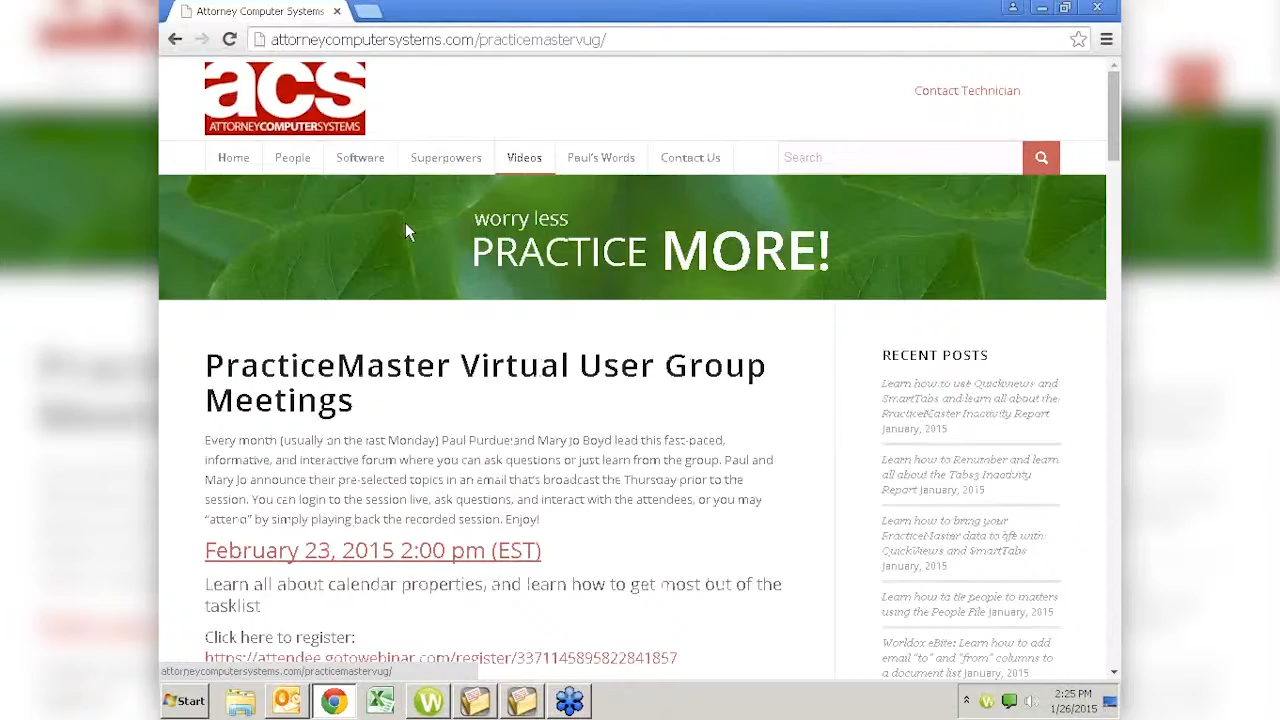 Attorney Computer Systems
attorneycomputersystems.com/practicemastervug/
acs
ATTORNEYCOMPUTERSYSTEMS
Contact Technician
Home People Software Superpowers Videos Paul's Words Contact Us Search
worry less
PRACTICE MORE!
PracticeMaster Virtual User Group
Meetings
Every month (usually on the last Monday) Paul Purdue and Mary Jo Boyd lead this fast-paced,
informative, and interactive forum where you can ask questions or just learn from the group. Paul and
Mary Jo announce their pre-selected topics in an email that's broadcast the Thursday prior to the
session. You can login to the session live, ask questions, and interact with the attendees, or you may
"attend" by simply playing back the recorded session. Enjoy!
February 23, 2015 2:00 pm (EST)
Learn all about calendar properties, and learn how to get most out of the
tasklist
Click here to register:
https://attendee.gotowebinar.com/register/3371145895822841857
RECENT POSTS
Learn how to use Quickviews and
SmartTabs and learn all about the
PracticeMaster Inactivity Report
January, 2015
Learn how to Renumber and learn
all about the Tabs3 Inactivity
Report January, 2015
Learn how to bring your
PracticeMaster data to life with
QuickViews and SmartTabs
January, 2015
Learn how to tie people to matters
using the People File January, 2015
Worldox eBite: Learn how to add
email "to" and "from" columns to
a document list January, 2015
attorneycomputersystems.com/practicemastervug/
Start
2:25 PM
1/26/2015